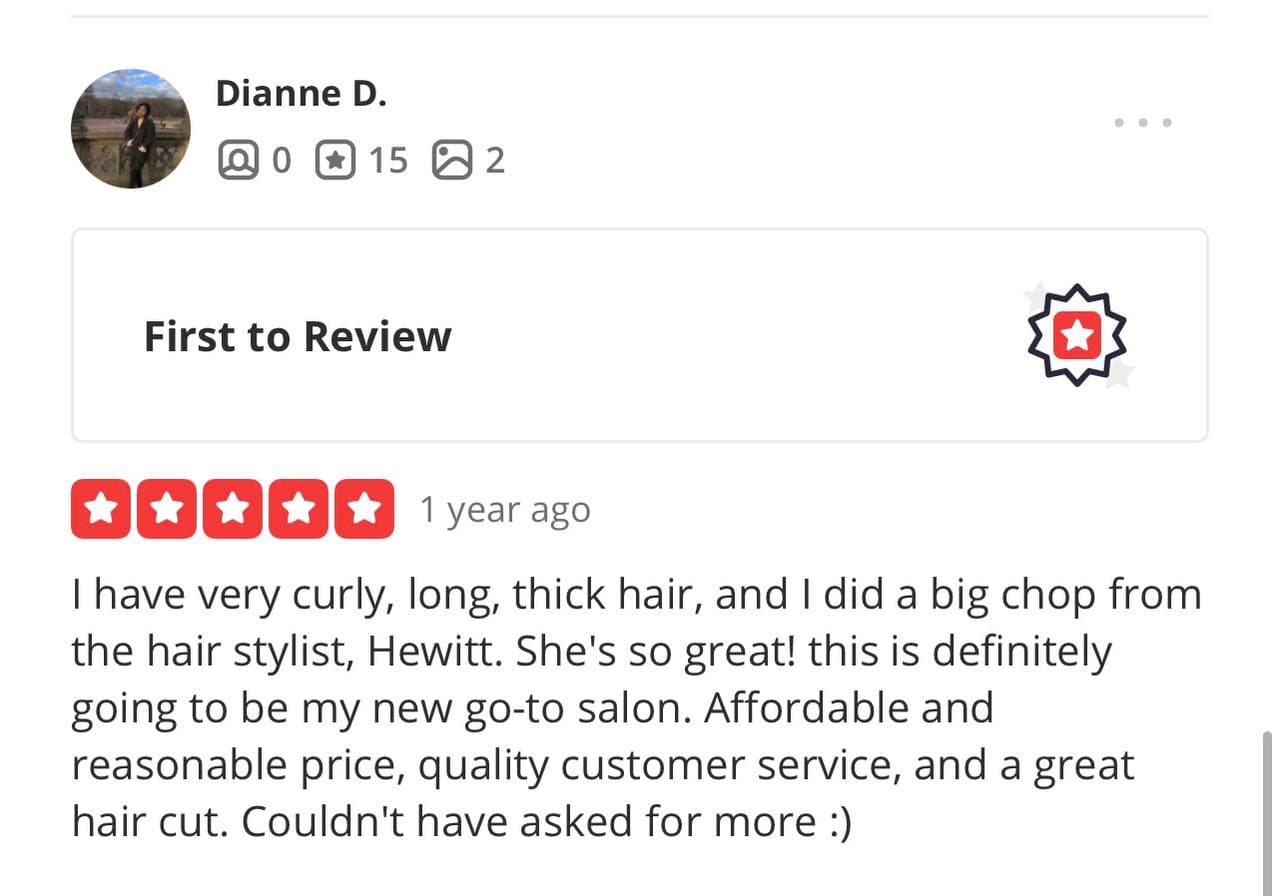 Dianne D.
0 15 2
First to Review
1 year ago
I have very curly, long, thick hair, and I did a big chop from
the hair stylist, Hewitt. She's so great! this is definitely
going to be my new go-to salon. Affordable and
reasonable price, quality customer service, and a great
hair cut. Couldn't have asked for more :)